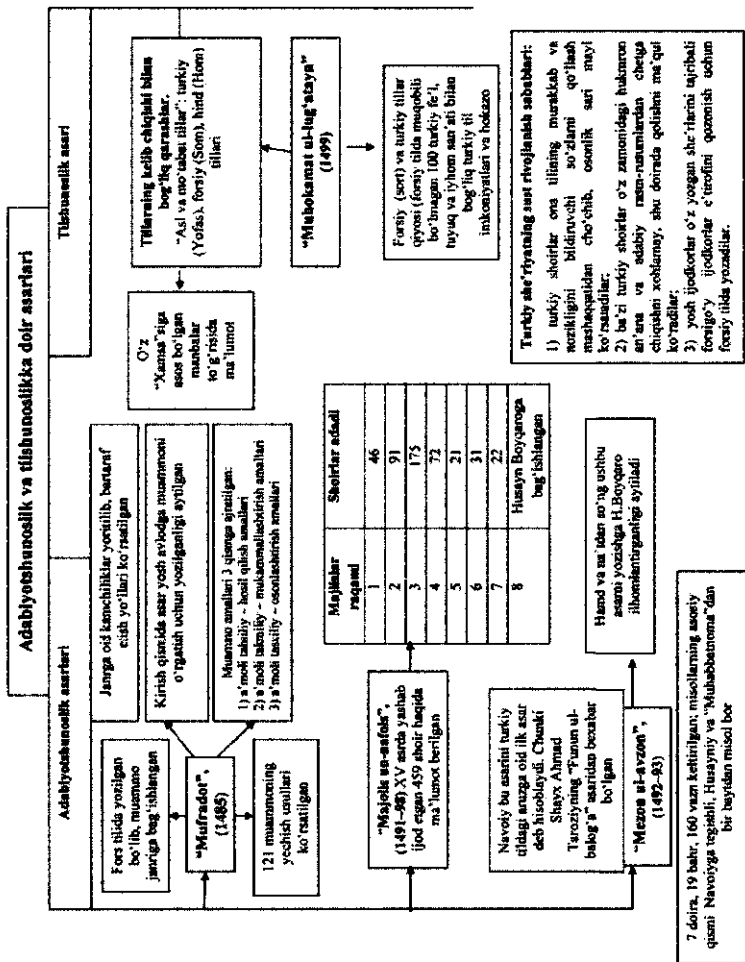 Adabiyotshunoslik va tilshunoslikka doir asarlari
Adabiyotshunoslik asarlari
Tilshunoslik asari
Fors tilida yozilgan
bo‘lib, muammo
janriga bag‘ishlangan
"Mufradot",
(1485)
121 muammoning
yechish usullari
ko‘rsatilgan
Janrga oid kamchiliklar yoritilib, bartaraf
etish yo‘llari ko‘rsatilgan
Kirish qismida asar yosh avlodga muammoni
o‘rgatish uchun yozilganligi aytilgan
Muammo amallari 3 qismga ajratilgan:
1) a’moli tahsiliy – hosil qilish amallari
2) a’moli takmiliy – mukammallashtirish amallari
3) a’moli tashiliy – osonlashtirish amallari
"Majolis un-nafois",
(1491–98) XV asrda yashab
ijod etgan 459 shoir haqida
ma’lumot berilgan
Majlislar raqami Shoirlar adadi
1 46
2 91
3 175
4 72
5 21
6 31
7 22
8 Husayn Boyqaroga bag‘ishlangan
Navoiy bu asarini turkiy
tildagi aruzga oid ilk asar
deb hisoblaydi. Chunki
Shayx Ahmad
Taroziyning "Funun ul-
balog‘a" asaridan bexabar
bo‘lgan
"Mezon ul-avzon",
(1492–93)
Hamd va na’tdan so‘ng ushbu
asarni yozishga H.Boyqaro
ilhomlantirganligi aytiladi
7 doira, 19 bahr, 160 vazn keltirilgan; misollarning asosiy
qismi Navoiyga tegishli, Husayniy va "Muhabbatnoma"dan
bir baytdan misol bor
O‘z
"Xamsa"siga
asos bo‘lgan
manbalar
to‘g‘risida
ma’lumot
Tillarning kelib chiqishi bilan
bog‘liq qarashlar.
"Asl va mo‘tabat tillar": turkiy
(Yofas), forsiy (Som), hind (Hom)
tillari
"Muhokamat ul-lug‘atayn"
(1499)
Forsiy (sort) va turkiy tillar
qiyosi (forsiy tilda muqobili
bo‘lmagan 100 turkiy fe’l,
tuyuq va iyhom san’ati bilan
bog‘liq turkiy til
imkoniyatlari va hokazo
Turkiy she’riyatning sust rivojlanish sabablari:
1) turkiy shoirlar ona tilining murakkab va
nozikligini bildiruvchi so‘zlarni qo‘llash
mashaqqatidan cho‘chib, osonlik sari mayl
ko‘rsatadilar;
2) ba’zi turkiy shoirlar o‘z zamonidagi hukmron
an’ana va adabiy rasm-rusumlardan chetga
chiqishni xohlamay, shu doirada qolishni ma’qul
ko‘radilar;
3) yosh ijodkorlar o‘z yozgan she’rlarini tajribali
forsigo‘y ijodkorlar e’tirofini qozonish uchun
forsiy tilda yozadilar.